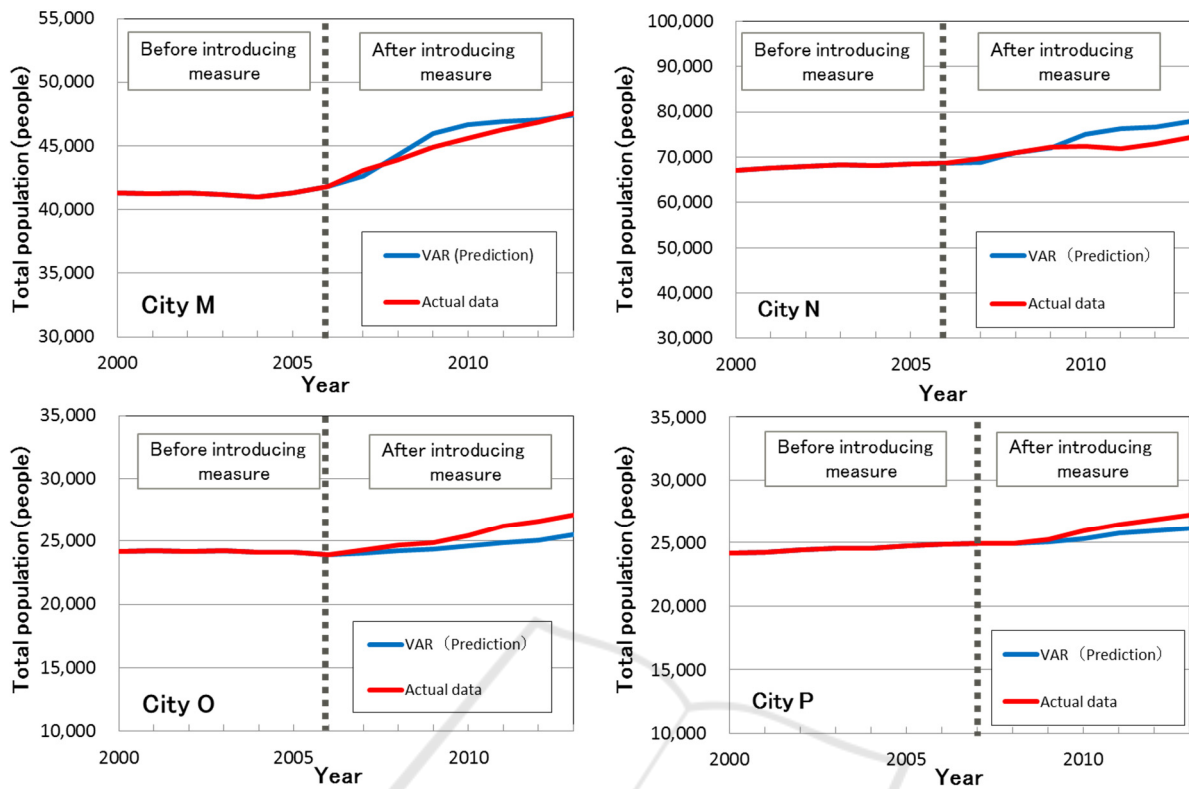 55,000
50,000
45,000
40,000
35,000
30,000
Total population (people)
Before introducing
measure
After introducing
measure
VAR (Prediction)
Actual data
City M
2000
2005
2010
Year
100,000
90,000
80,000
70,000
60,000
50,000
40,000
30,000
Total population (people)
Before introducing
measure
After introducing
measure
VAR（Prediction）
Actual data
City N
2000
2005
2010
Year
35,000
30,000
25,000
20,000
15,000
10,000
Total population (people)
Before introducing
measure
After introducing
measure
VAR（Prediction）
Actual data
City O
2000
2005
2010
Year
35,000
30,000
25,000
20,000
15,000
10,000
Total population (people)
Before introducing
measure
After introducing
measure
VAR（Prediction）
Actual data
City P
2000
2005
2010
Year